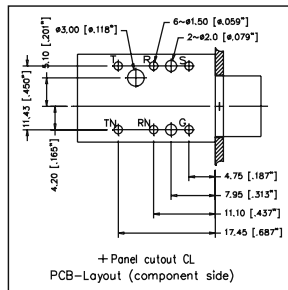 6-ø1.50 [ø.059"]
ø3.00 [ø.118"]
2-ø2.0 [ø.079"]
T R S
5.10 [.201"]
11.43 [.450"]
4.20 [.165"]
TN RN G
4.75 [.187"]
7.95 [.313"]
11.10 [.437"]
17.45 [.687"]
+ Panel cutout CL
PCB-Layout (component side)